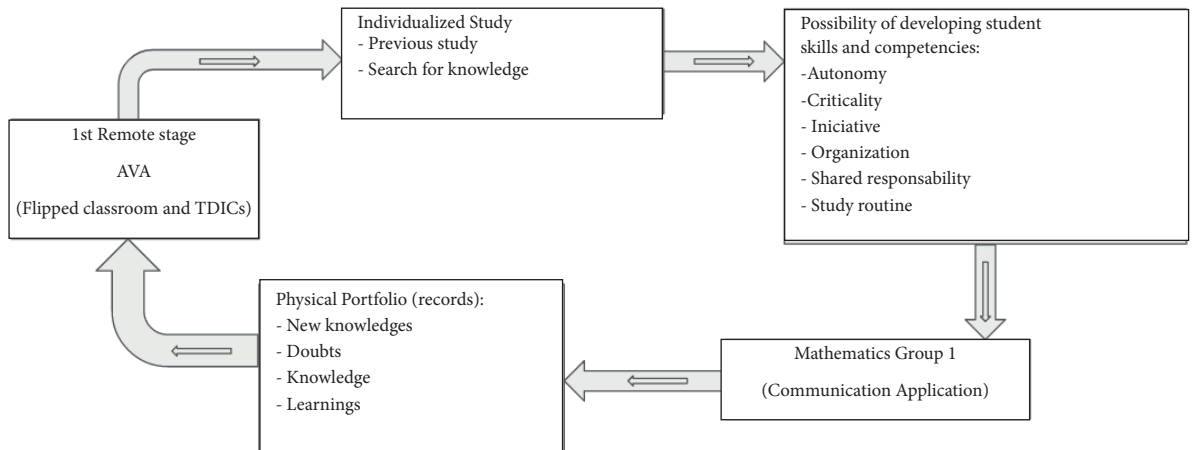 Individualized Study
- Previous study
- Search for knowledge
Possibility of developing student
skills and competencies:
-Autonomy
-Criticality
- Iniciative
- Organization
- Shared responsability
- Study routine
1st Remote stage
AVA
(Flipped classroom and TDICs)
Physical Portfolio (records):
- New knowledges
- Doubts
- Knowledge
- Learnings
Mathematics Group 1
(Communication Application)